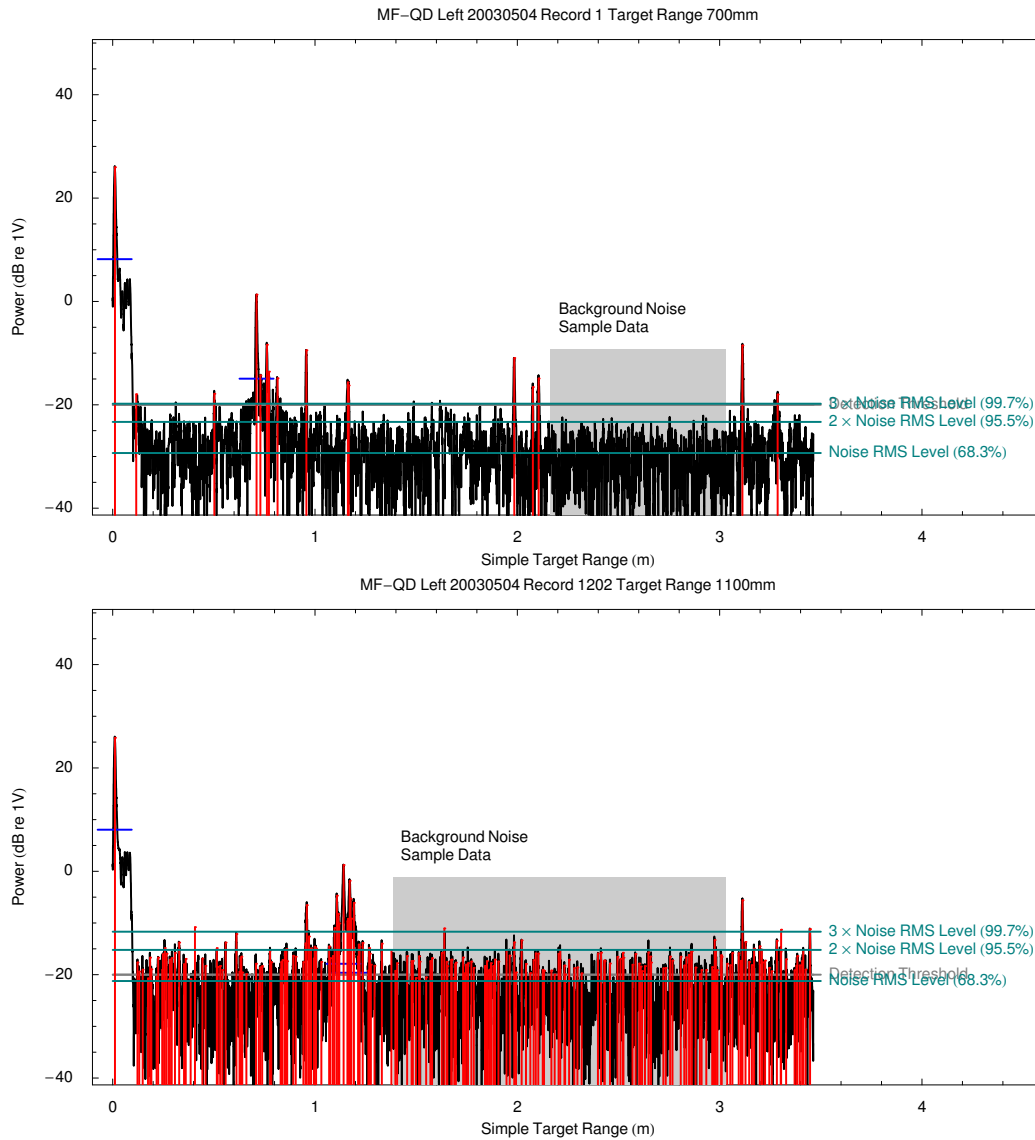 MF−QD Left 20030504 Record 1 Target Range 700mm
Power (dB re 1V)
40
20
0
−20
−40
Background Noise
Sample Data
3 × Noise RMS Level (99.7%)
Detection Threshold
2 × Noise RMS Level (95.5%)
Noise RMS Level (68.3%)
0 1 2 3 4
Simple Target Range (m)
MF−QD Left 20030504 Record 1202 Target Range 1100mm
Power (dB re 1V)
40
20
0
−20
−40
Background Noise
Sample Data
3 × Noise RMS Level (99.7%)
2 × Noise RMS Level (95.5%)
Detection Threshold
Noise RMS Level (68.3%)
0 1 2 3 4
Simple Target Range (m)